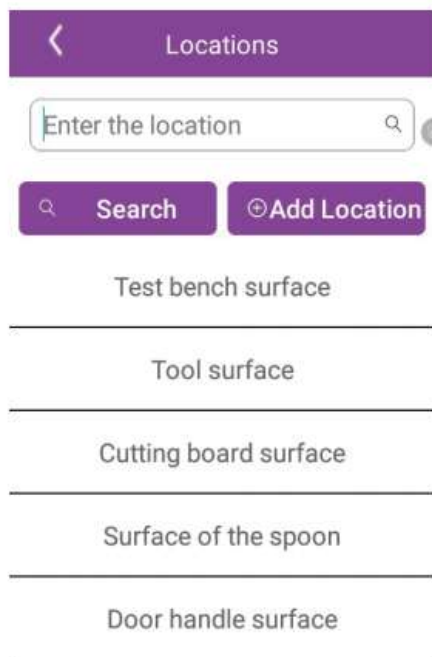 Locations
Enter the location
Search
Add Location
Test bench surface
Tool surface
Cutting board surface
Surface of the spoon
Door handle surface